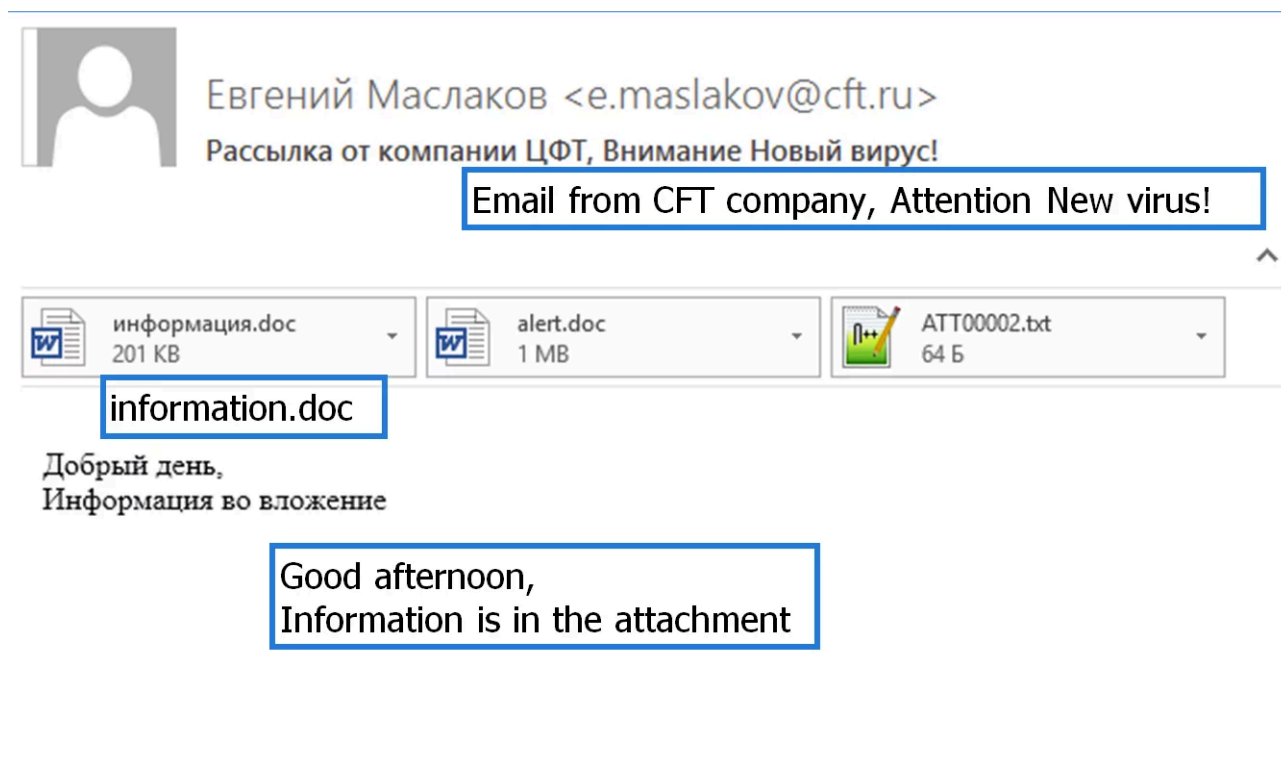 Евгений Маслаков <e.maslakov@cft.ru>
Рассылка от компании ЦФТ, Внимание Новый вирус!
Email from CFT company, Attention New virus!
информация.doc
201 KB
alert.doc
1 MB
ATT00002.txt
64 Б
information.doc
Добрый день,
Информация во вложение
Good afternoon,
Information is in the attachment